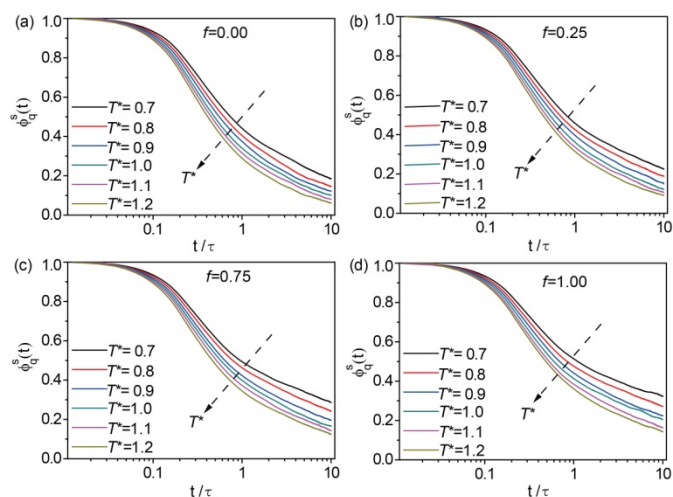 (a)
f=0.00
ϕqˢ(t)
1.0
0.8
0.6
0.4
0.2
0.0
T*= 0.7
T*= 0.8
T*= 0.9
T*= 1.0
T*= 1.1
T*= 1.2
T*
0.1
1
10
t/τ
(b)
f=0.25
ϕqˢ(t)
1.0
0.8
0.6
0.4
0.2
0.0
T*= 0.7
T*= 0.8
T*= 0.9
T*=1.0
T*=1.1
T*=1.2
T*
0.1
1
10
t/τ
(c)
f=0.75
ϕqˢ(t)
1.0
0.8
0.6
0.4
0.2
0.0
T*= 0.7
T*= 0.8
T*= 0.9
T*=1.0
T*=1.1
T*=1.2
T*
0.1
1
10
t/τ
(d)
f=1.00
ϕqˢ(t)
1.0
0.8
0.6
0.4
0.2
0.0
T*= 0.7
T*= 0.8
T*= 0.9
T*=1.0
T*=1.1
T*=1.2
T*
0.1
1
10
t/τ